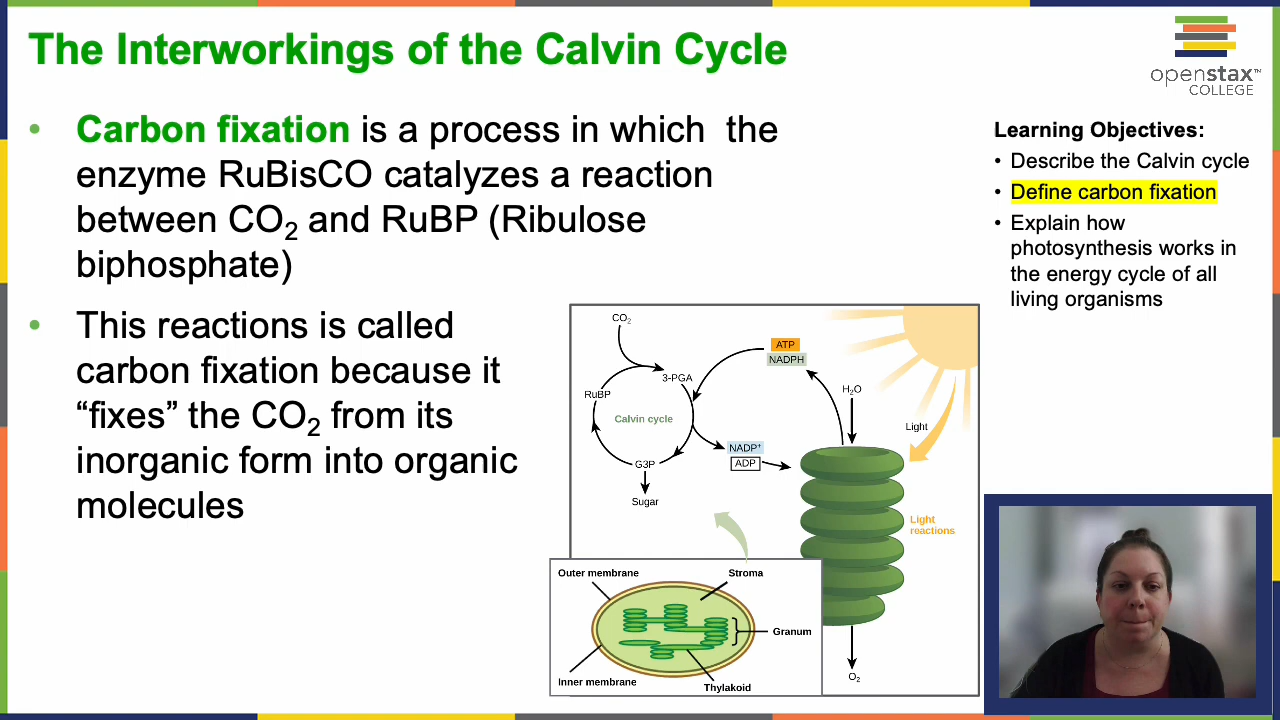 The Interworkings of the Calvin Cycle
openstax™
COLLEGE
• Carbon fixation is a process in which the
enzyme RuBisCO catalyzes a reaction
between CO₂ and RuBP (Ribulose
biphosphate)
• This reactions is called
carbon fixation because it
“fixes” the CO₂ from its
inorganic form into organic
molecules
Learning Objectives:
• Describe the Calvin cycle
• Define carbon fixation
• Explain how
photosynthesis works in
the energy cycle of all
living organisms
CO₂
ATP
NADPH
3-PGA
RuBP
H₂O
Calvin cycle
Light
NADP⁺
ADP
G3P
Sugar
Light
reactions
Outer membrane
Stroma
Granum
Inner membrane
Thylakoid
O₂